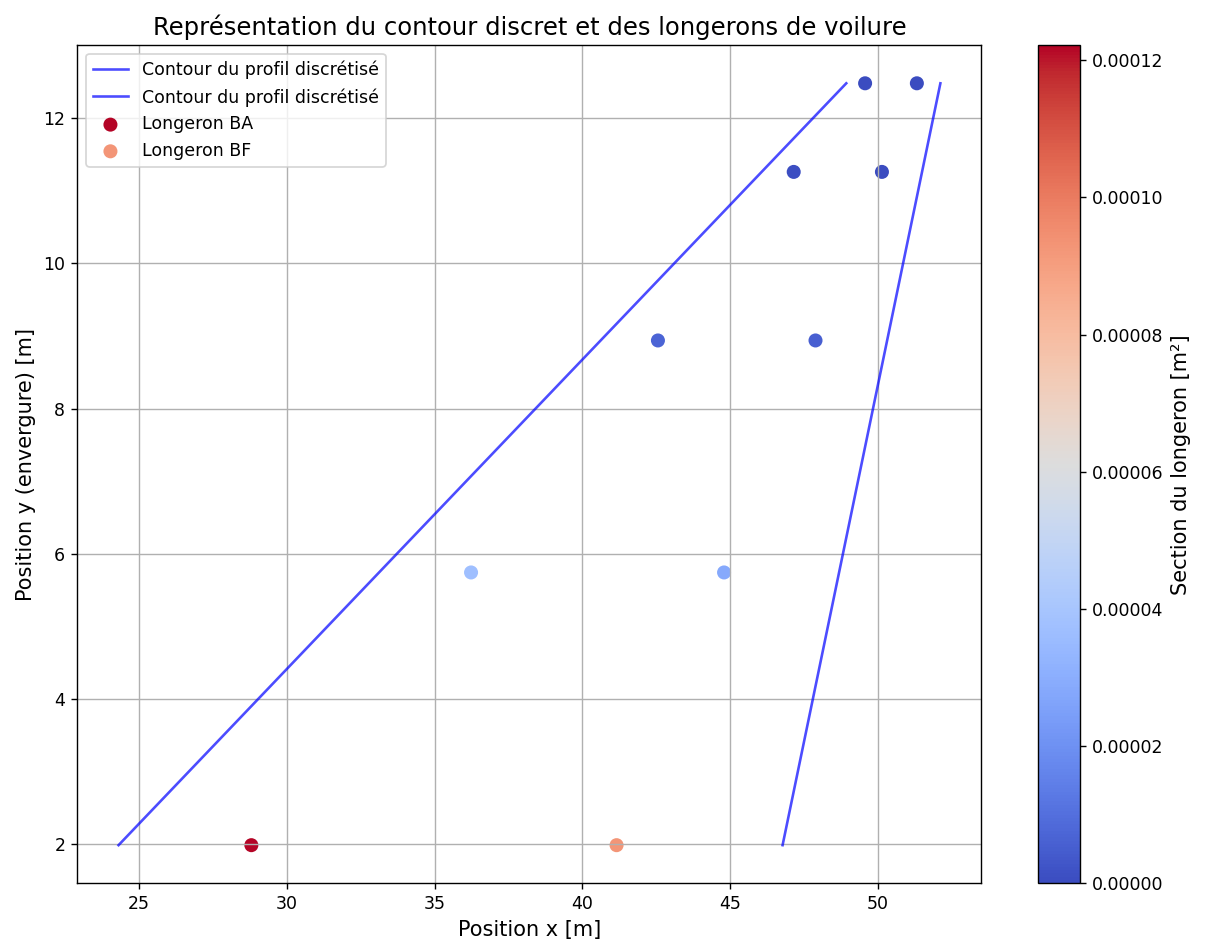 Représentation du contour discret et des longerons de voilure
Contour du profil discrétisé
Contour du profil discrétisé
Longeron BA
Longeron BF
Position y (envergure) [m]
12
10
8
6
4
2
25
30
35
40
45
50
Position x [m]
0.00012
0.00010
0.00008
0.00006
0.00004
0.00002
0.00000
Section du longeron [m²]